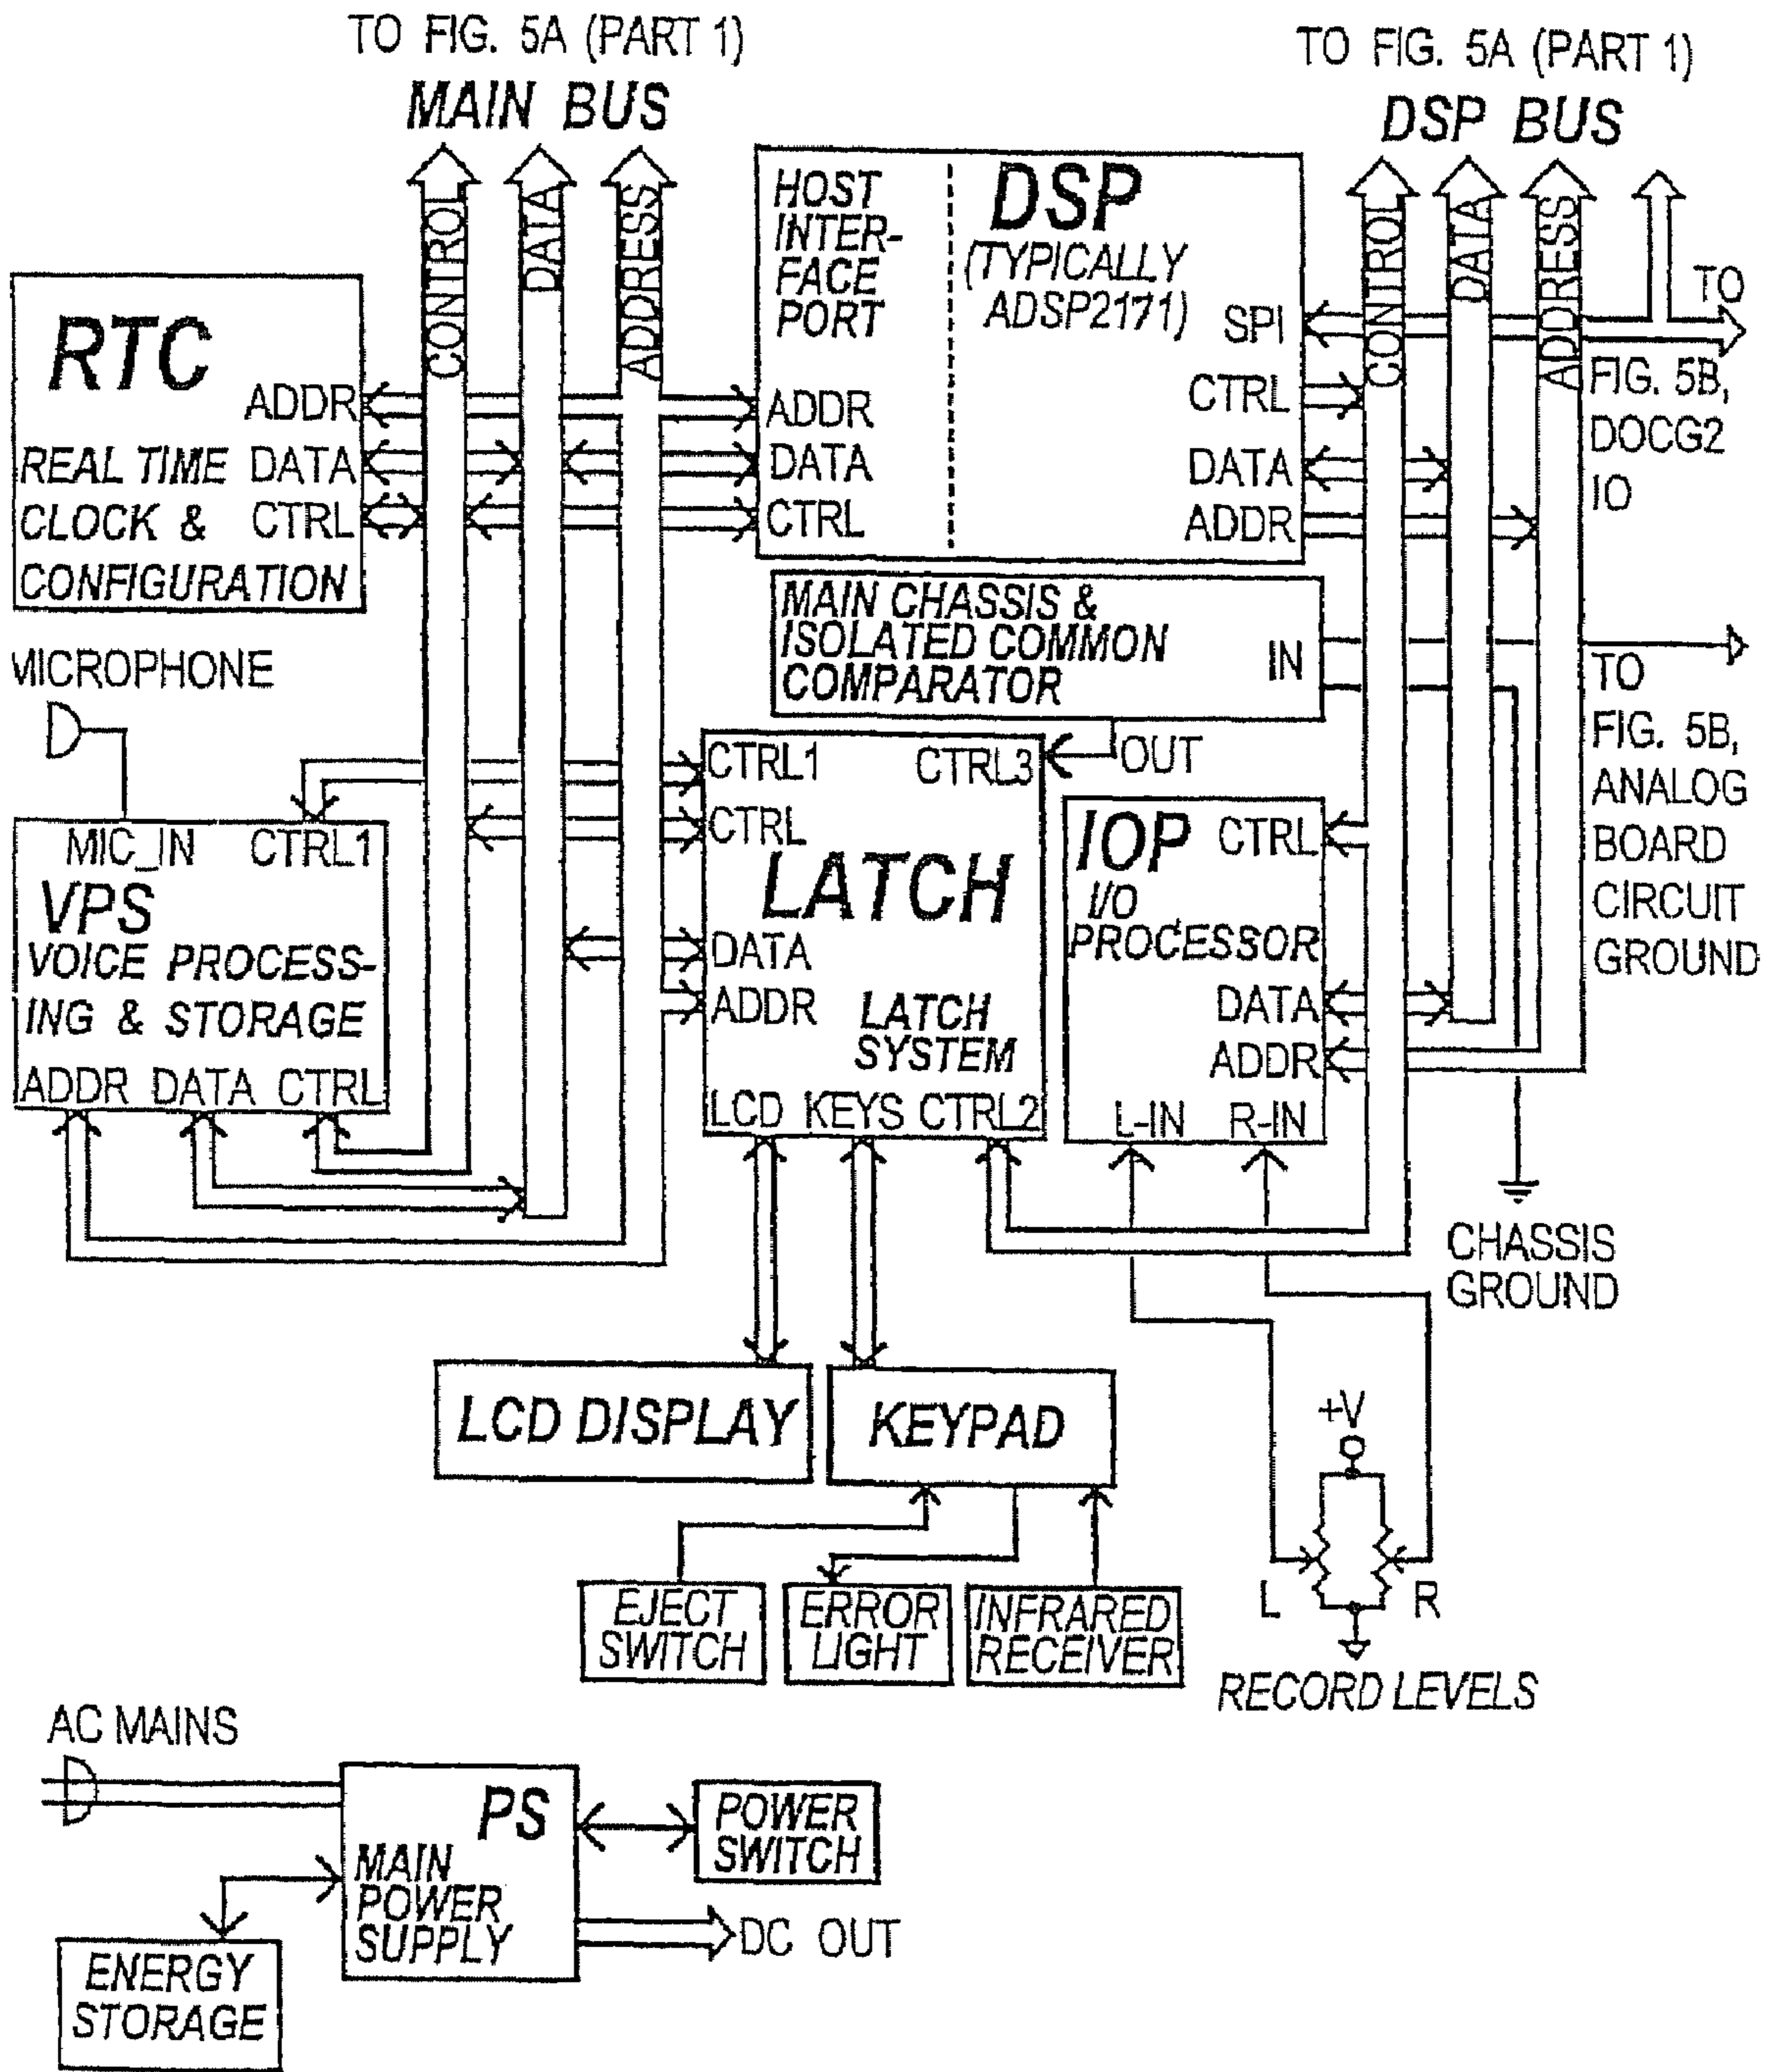 TO FIG. 5A (PART 1)
MAIN BUS
TO FIG. 5A (PART 1)
DSP BUS
CONTROL
DATA
ADDRESS
HOST
INTER-
FACE
PORT
DSP
(TYPICALLY
ADSP2171)
SPI
CTRL
DATA
ADDR
ADDR
DATA
CTRL
CONTROL
DATA
ADDRESS
TO
FIG. 5B,
DOCG2
IO
RTC
ADDR
REAL TIME DATA
CLOCK & CTRL
CONFIGURATION
MAIN CHASSIS &
ISOLATED COMMON
COMPARATOR
IN
OUT
TO
FIG. 5B,
ANALOG
BOARD
CIRCUIT
GROUND
MICROPHONE
MIC_IN CTRL1
VPS
VOICE PROCESS-
ING & STORAGE
ADDR DATA CTRL
CTRL1 CTRL3
CTRL
LATCH
DATA
ADDR
LATCH
SYSTEM
LCD KEYS CTRL2
IOP CTRL
I/O
PROCESSOR
DATA
ADDR
L-IN R-IN
CHASSIS
GROUND
LCD DISPLAY
KEYPAD
EJECT
SWITCH
ERROR
LIGHT
INFRARED
RECEIVER
+V
L R
RECORD LEVELS
AC MAINS
PS
MAIN
POWER
SUPPLY
POWER
SWITCH
DC OUT
ENERGY
STORAGE